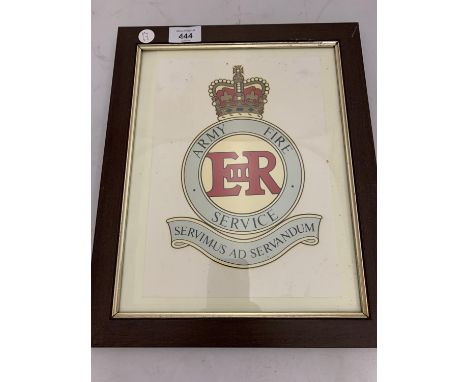 444
ARMY FIRE
EIIR
SERVICE
SERVIMUS AD SERVANDUM